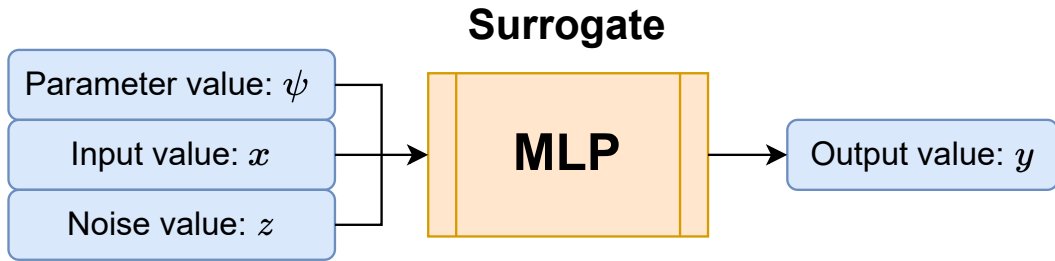 Surrogate
Parameter value: ψ
Input value: x
Noise value: z
MLP
Output value: y